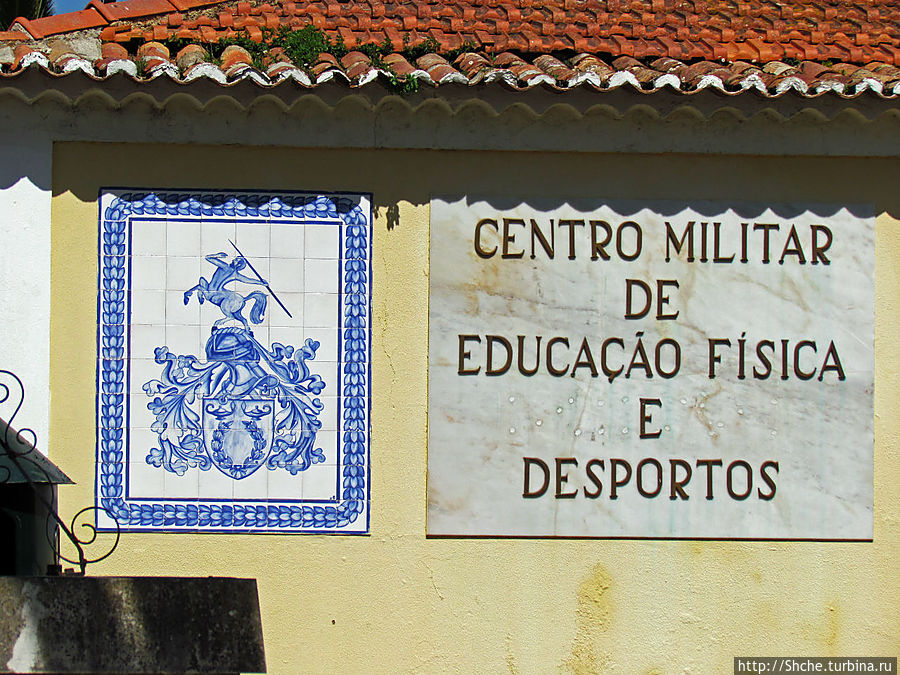 CENTRO MILITAR
DE
EDUCAÇÃO FÍSICA
E
DESPORTOS
http://Shche.turbina.ru